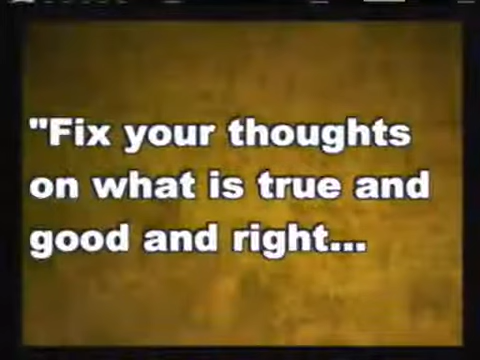 "Fix your thoughts
on what is true and
good and right...